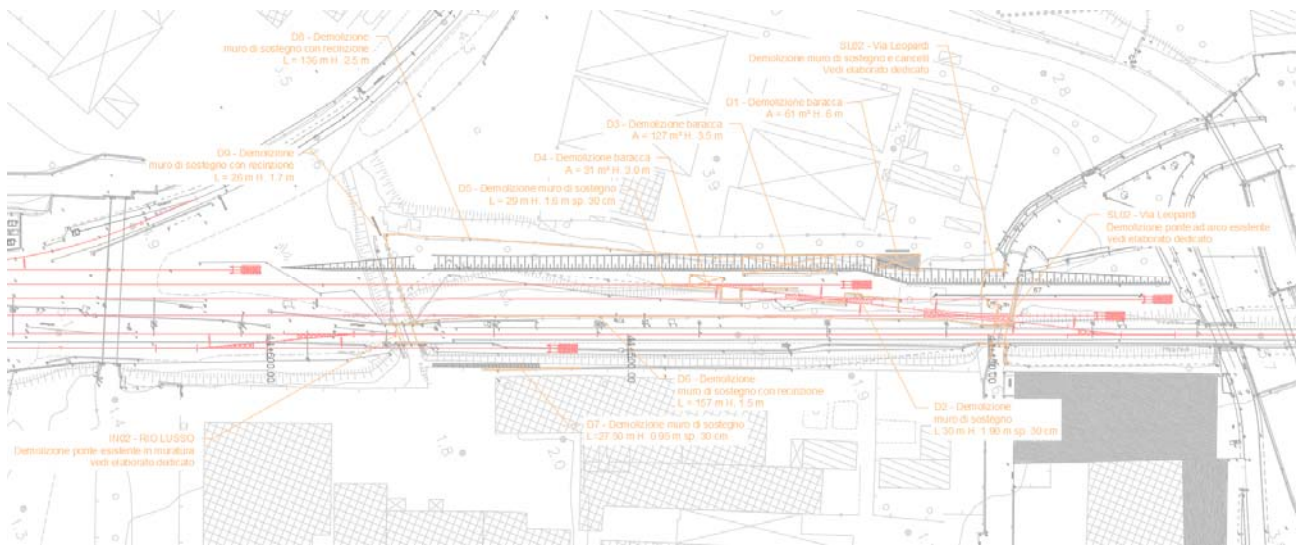 D8 - Demolizione
muro di sostegno con recinzione
L = 136 m H. 2.5 m
SL02 - Via Leopardi
Demolizione muro di sostegno e cancelli
Vedi elaborato dedicato
D1 - Demolizione baracca
A = 61 m² H. 6 m
D3 - Demolizione baracca
A = 127 m² H. 3.5 m
D4 - Demolizione baracca
A = 31 m² H. 3.0 m
D9 - Demolizione
muro di sostegno con recinzione
L = 26 m H. 1.7 m
D5 - Demolizione muro di sostegno
L = 29 m H. 1.6 m sp. 30 cm
SL02 - Via Leopardi
Demolizione ponte ad arco esistente
vedi elaborato dedicato
D6 - Demolizione
muro di sostegno con recinzione
L = 157 m H. 1.5 m
D2 - Demolizione
muro di sostegno
L 30 m H. 1.90 m sp. 30 cm
D7 - Demolizione muro di sostegno
L=27.50 m H. 0.95 m sp. 30 cm
IN02 - RIO LUSSO
Demolizione ponte esistente in muratura
vedi elaborato dedicato
39
18
20